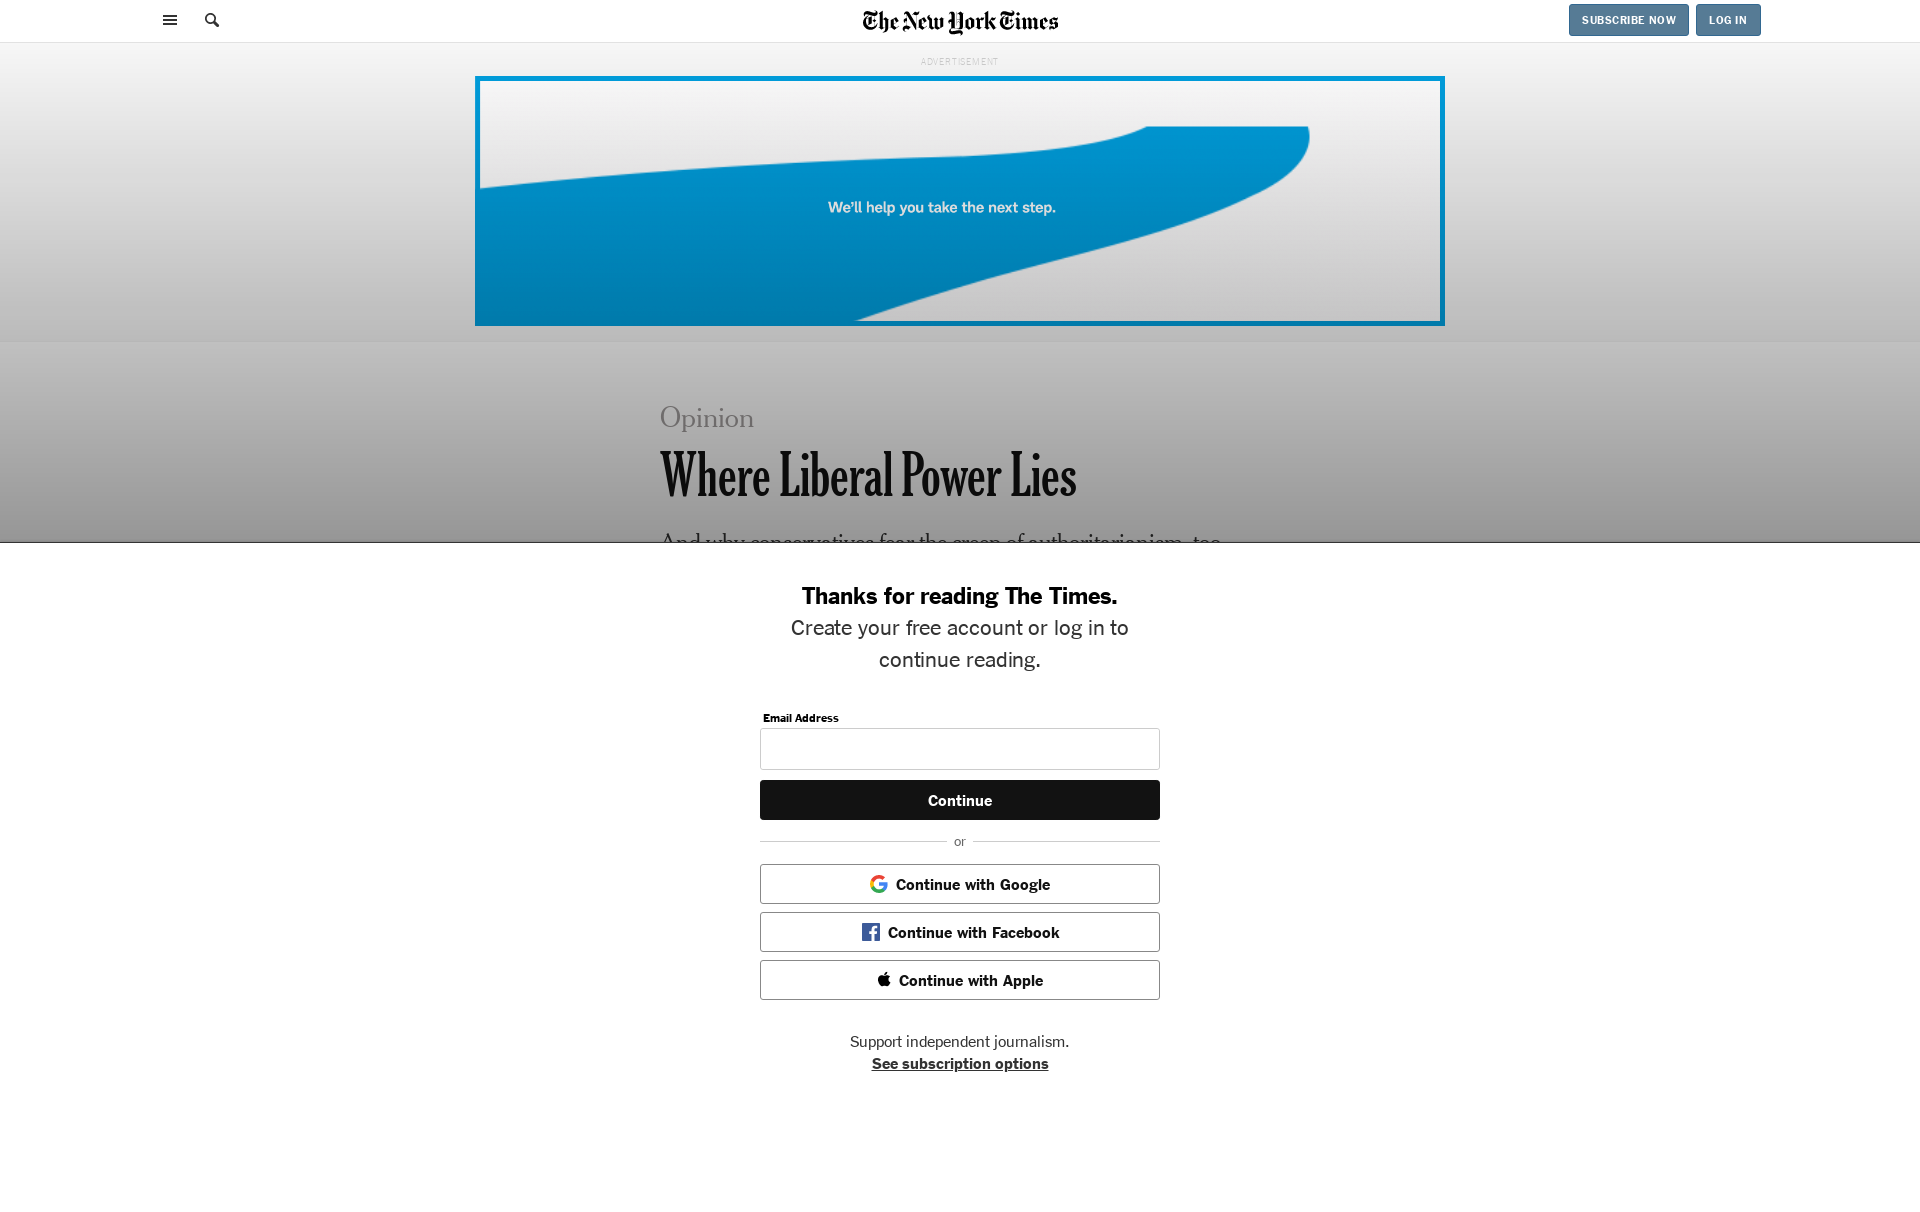 The New York Times
SUBSCRIBE NOW
LOG IN
ADVERTISEMENT
We'll help you take the next step.
Opinion
Where Liberal Power Lies
And why conservatives fear the creep of authoritarianism, too.
Thanks for reading The Times.
Create your free account or log in to
continue reading.
Email Address
Continue
or
Continue with Google
Continue with Facebook
Continue with Apple
Support independent journalism.
See subscription options